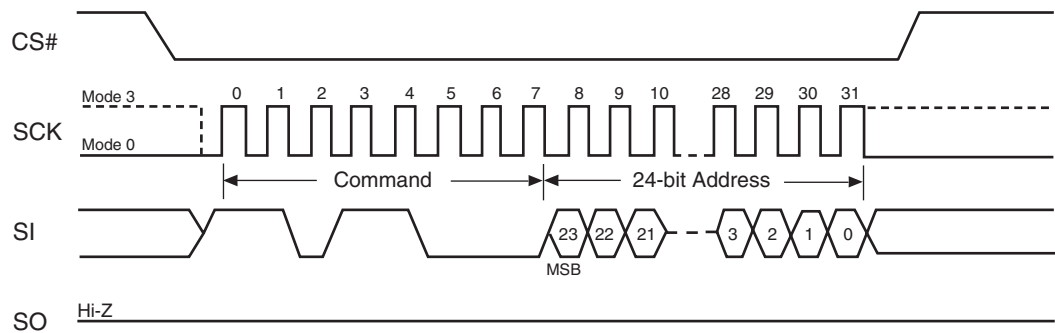 CS#
Mode 3
0 1 2 3 4 5 6 7 8 9 10 28 29 30 31
SCK
Mode 0
Command 24-bit Address
SI 23 22 21 3 2 1 0
MSB
Hi-Z
SO